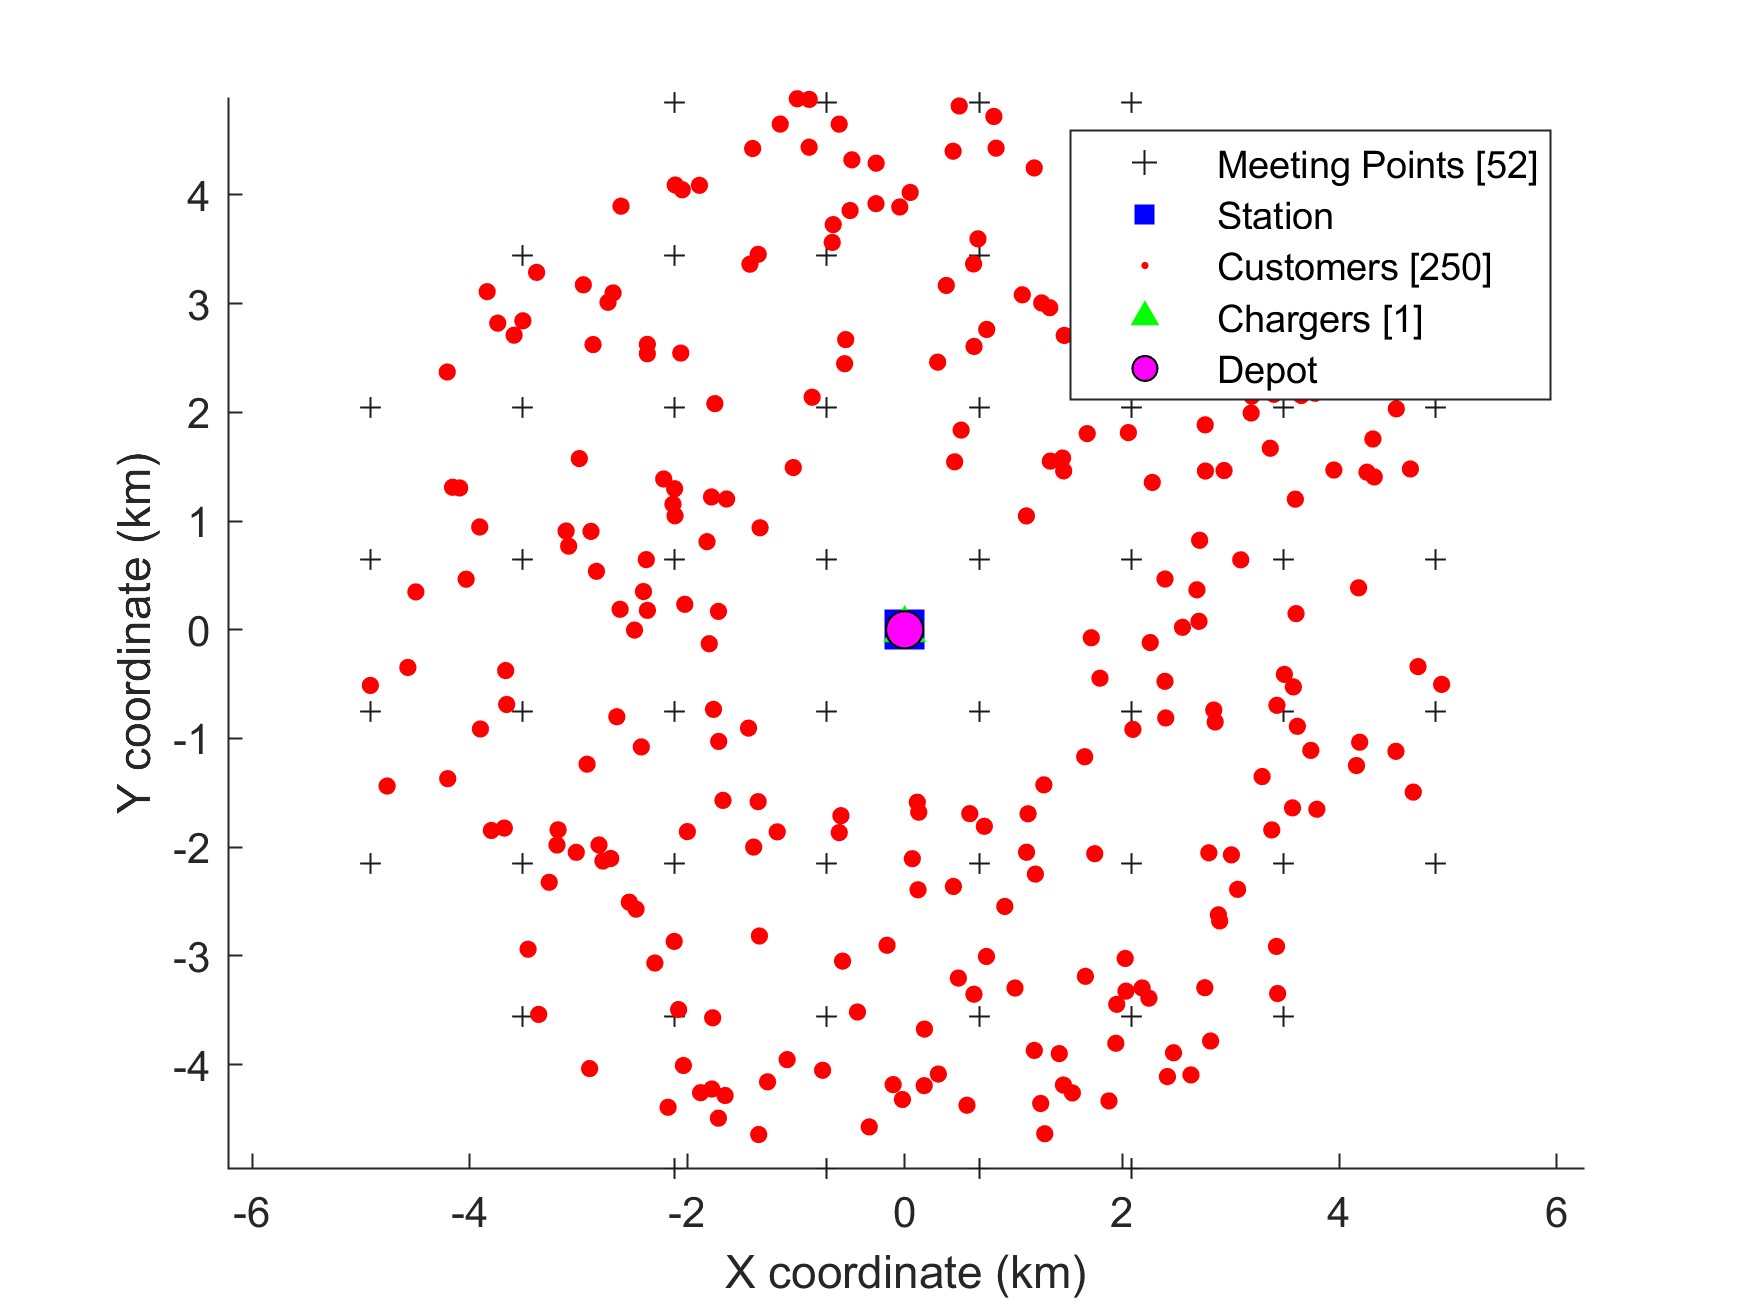 Meeting Points [52]
Station
Customers [250]
Chargers [1]
Depot
Y coordinate (km)
4
3
2
1
0
-1
-2
-3
-4
-6 -4 -2 0 2 4 6
X coordinate (km)